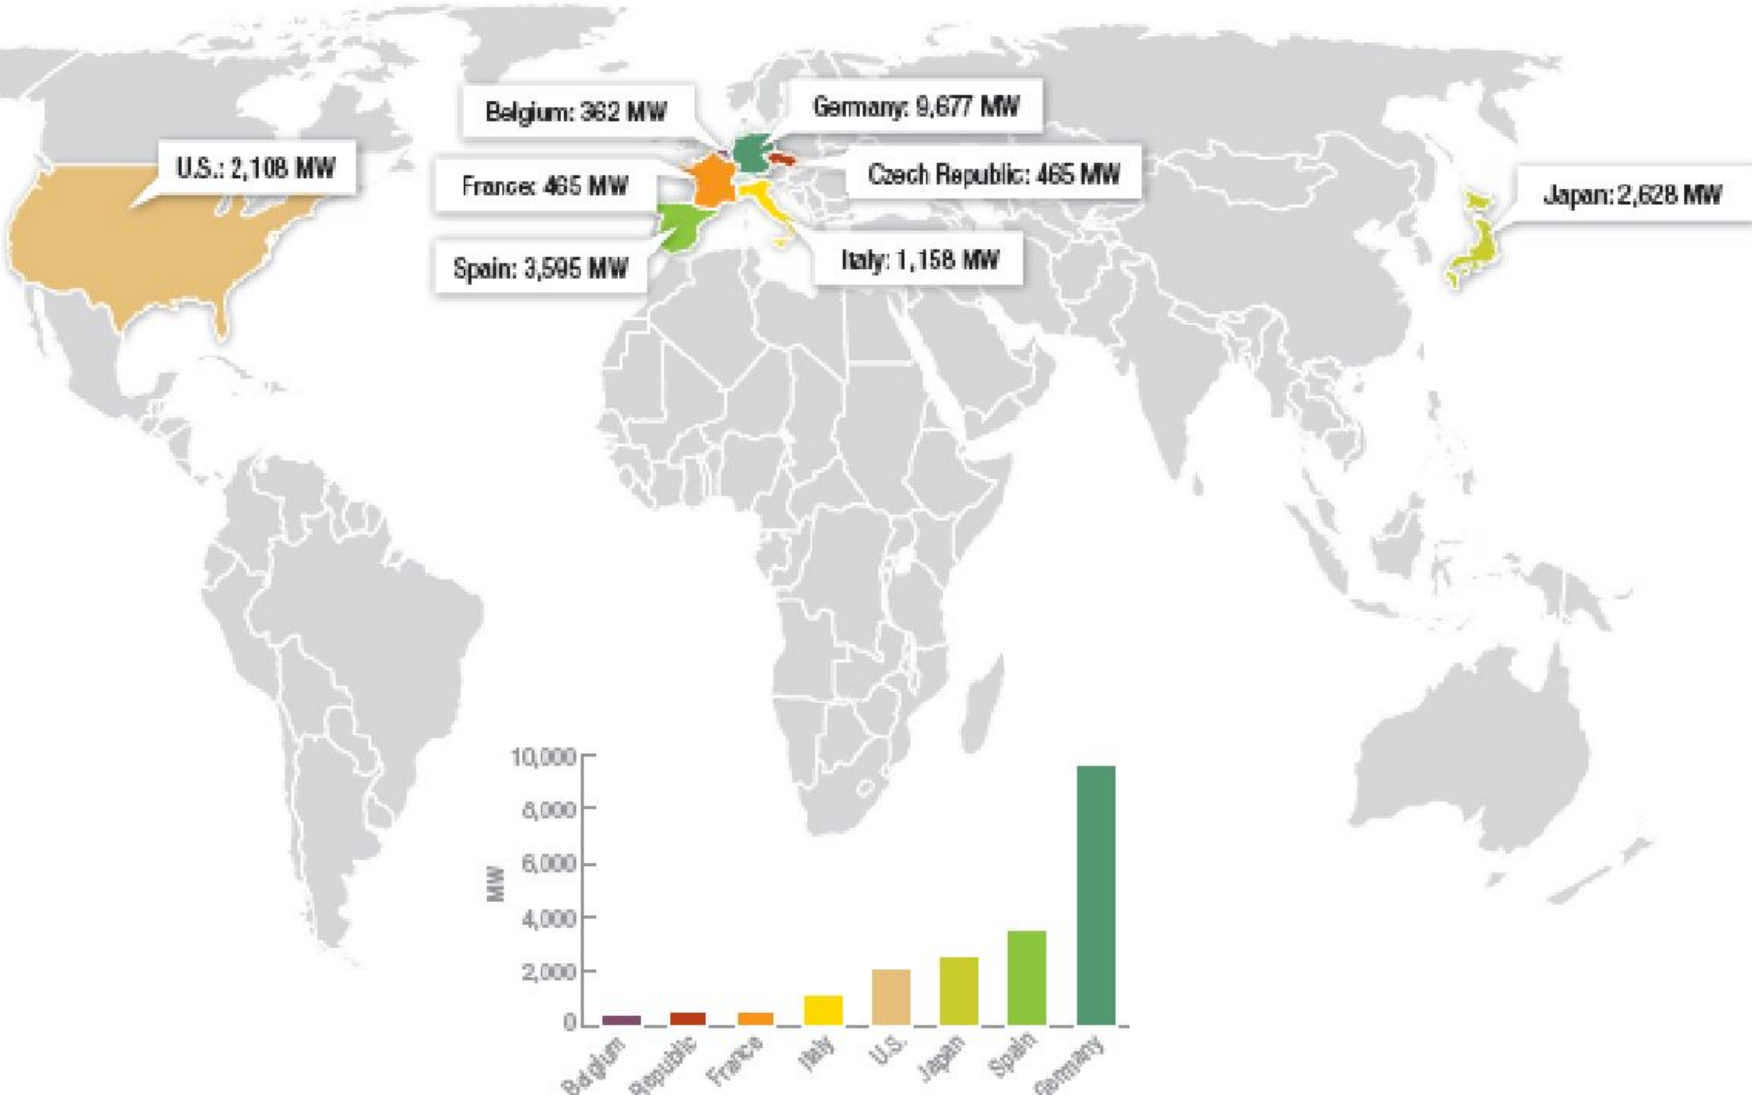 Belgium: 362 MW
Germany: 9,677 MW
U.S.: 2,108 MW
France: 465 MW
Czech Republic: 465 MW
Japan: 2,628 MW
Spain: 3,595 MW
Italy: 1,158 MW
10,000
8,000
6,000
4,000
2,000
0
MW
Belgium
Republic
France
Italy
U.S.
Japan
Spain
Germany